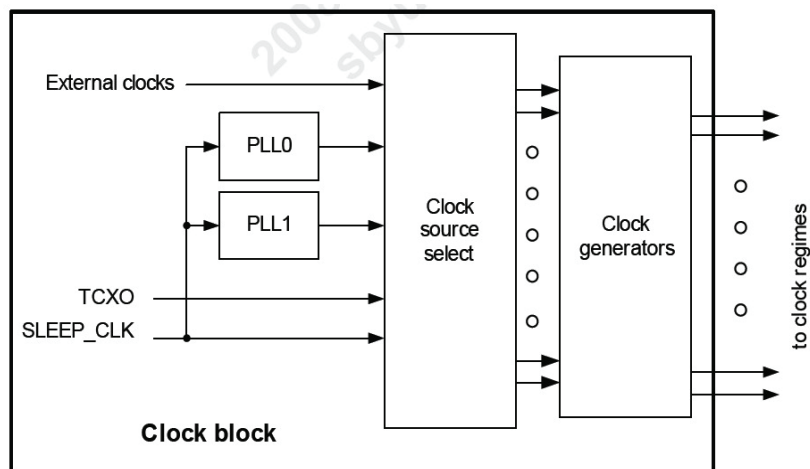 External clocks
PLL0
PLL1
TCXO
SLEEP_CLK
Clock
source
select
Clock
generators
to clock regimes
Clock block